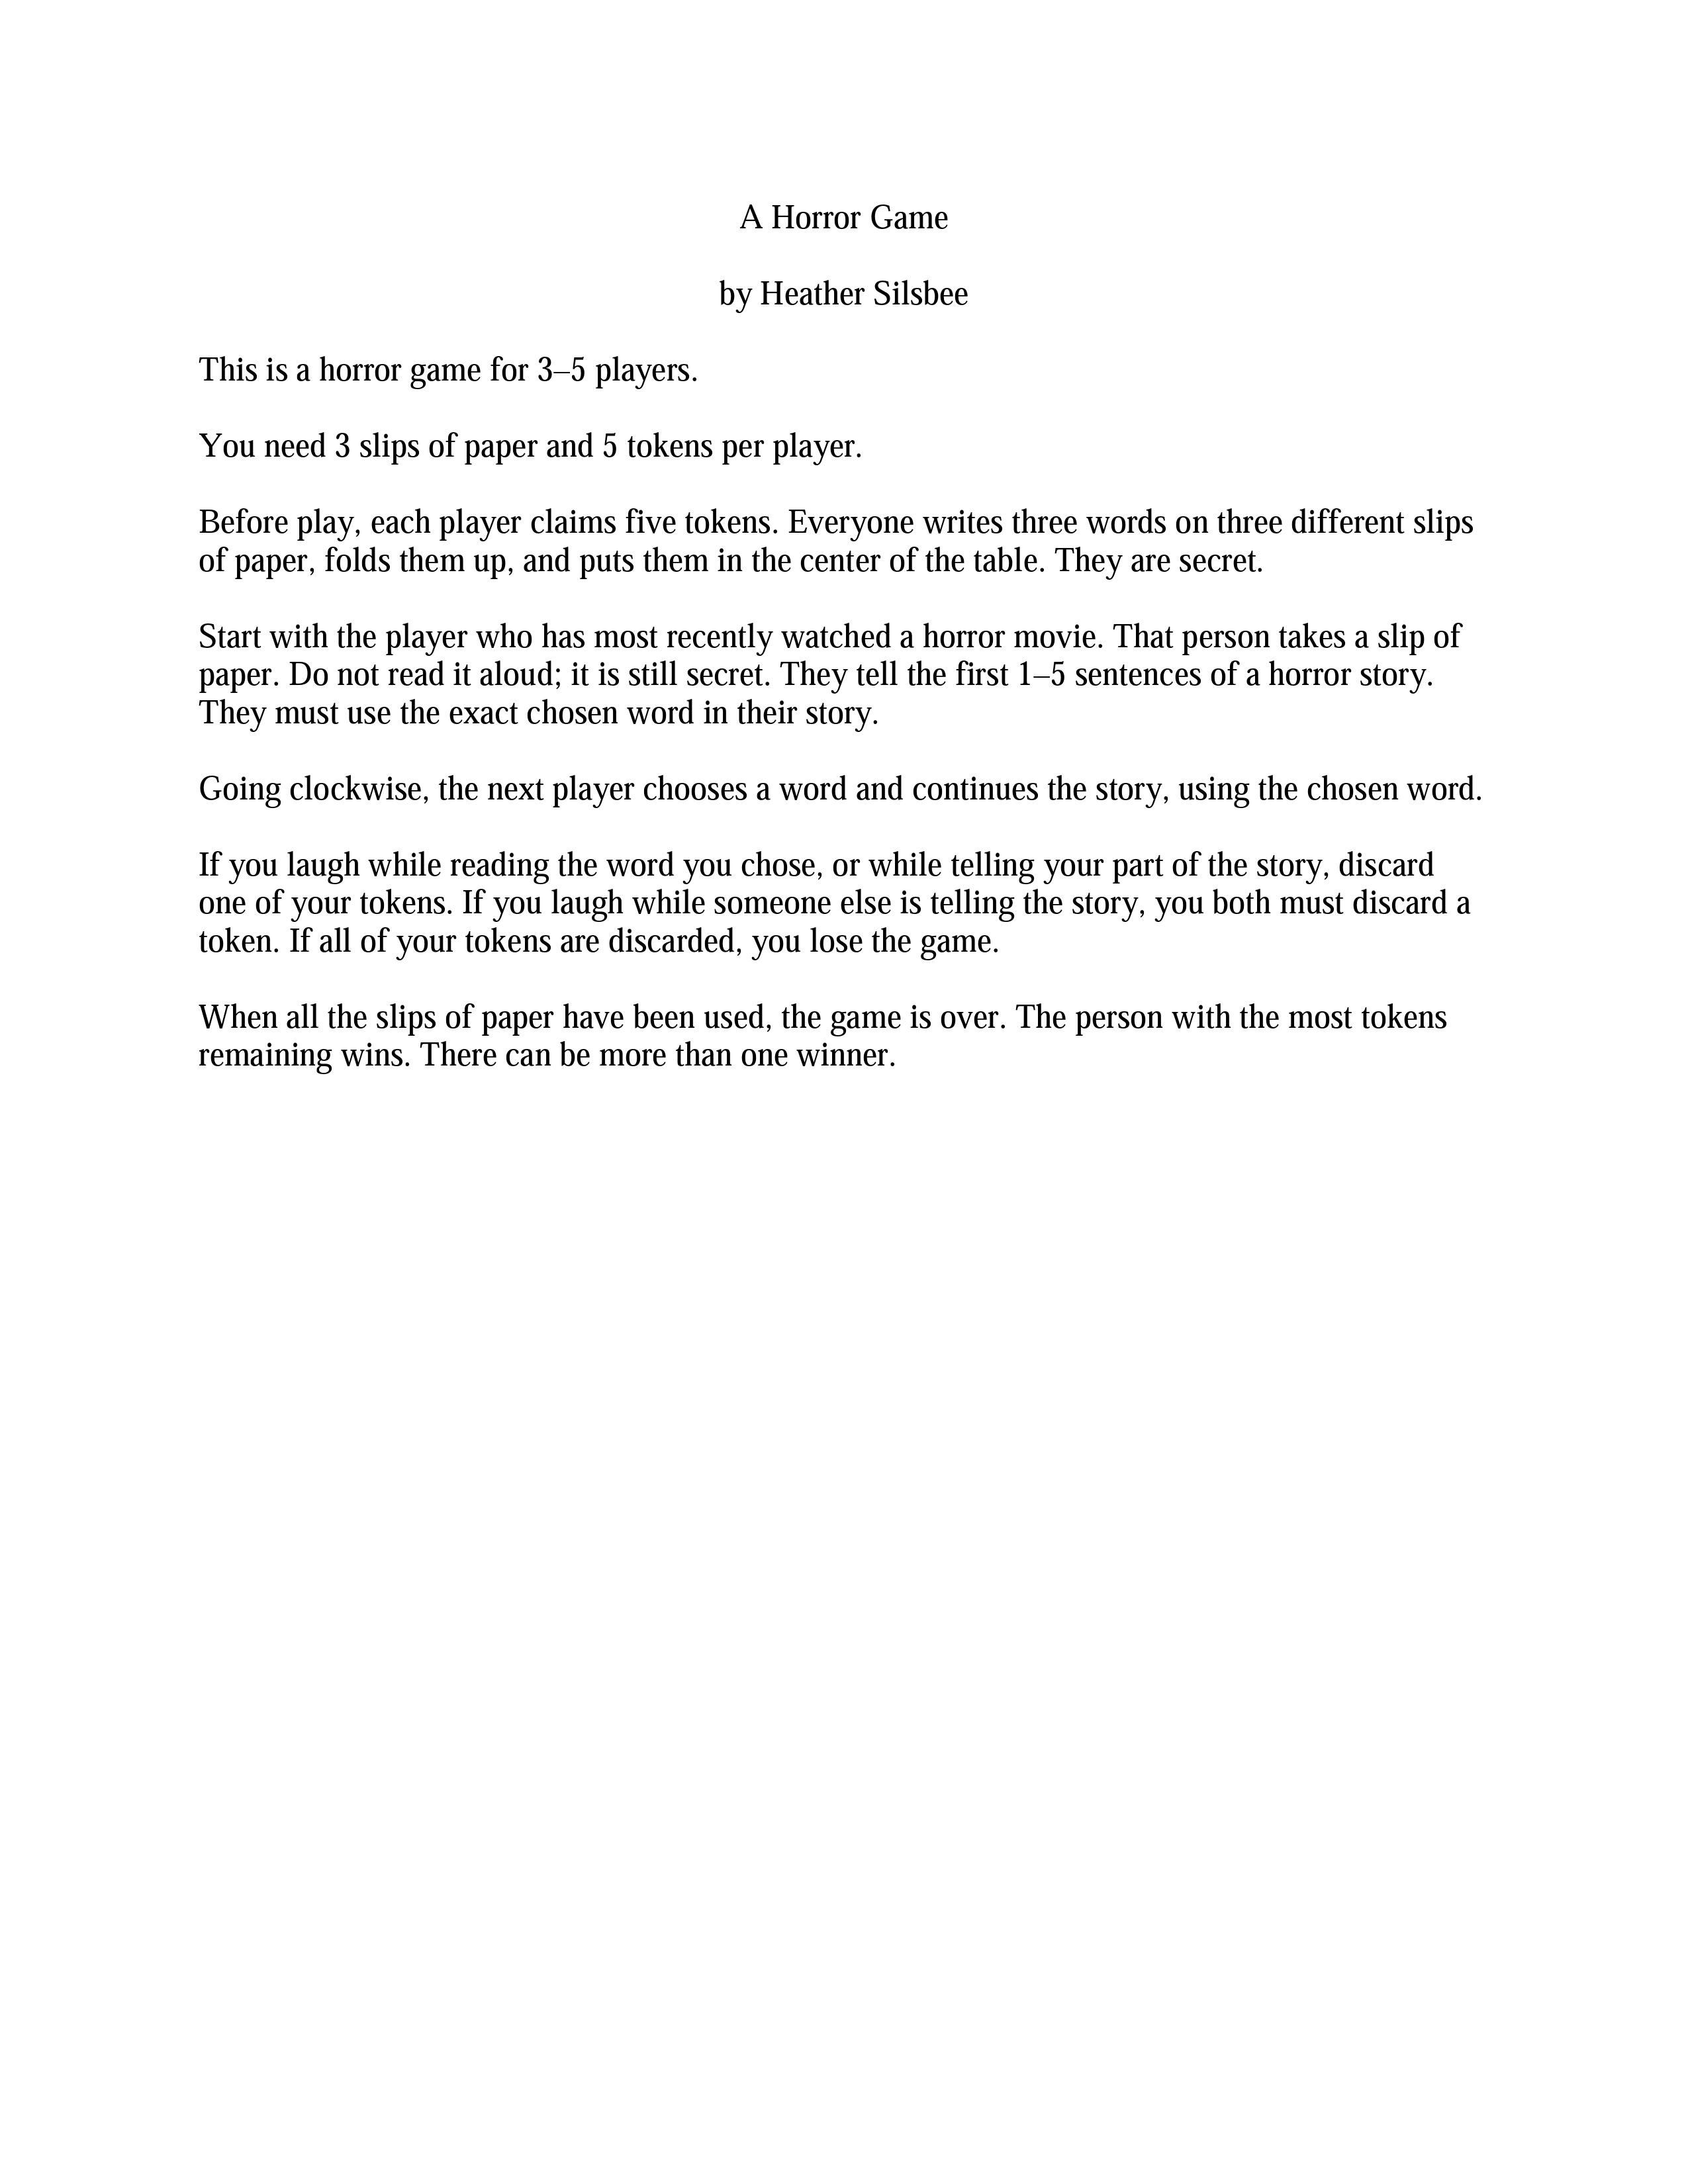 A Horror Game
by Heather Silsbee
This is a horror game for 3–5 players.
You need 3 slips of paper and 5 tokens per player.
Before play, each player claims five tokens. Everyone writes three words on three different slips
of paper, folds them up, and puts them in the center of the table. They are secret.
Start with the player who has most recently watched a horror movie. That person takes a slip of
paper. Do not read it aloud; it is still secret. They tell the first 1–5 sentences of a horror story.
They must use the exact chosen word in their story.
Going clockwise, the next player chooses a word and continues the story, using the chosen word.
If you laugh while reading the word you chose, or while telling your part of the story, discard
one of your tokens. If you laugh while someone else is telling the story, you both must discard a
token. If all of your tokens are discarded, you lose the game.
When all the slips of paper have been used, the game is over. The person with the most tokens
remaining wins. There can be more than one winner.